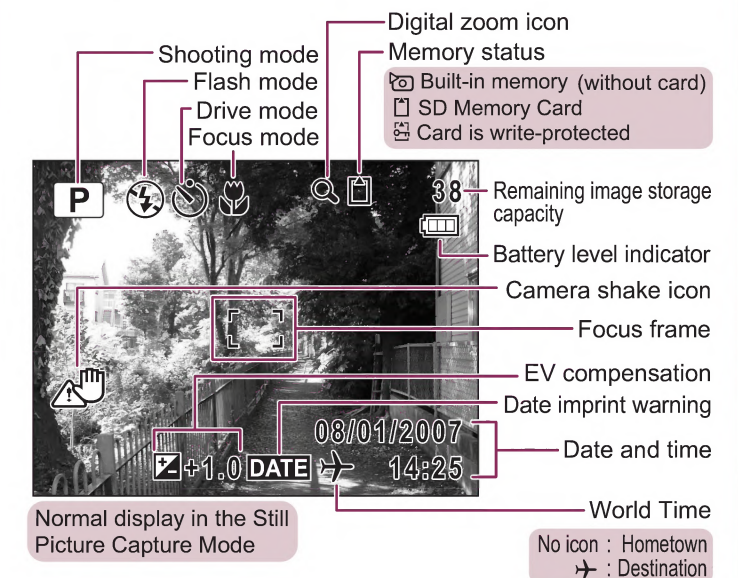 Digital zoom icon
Shooting mode
Memory status
Flash mode
Built-in memory (without card)
Drive mode
SD Memory Card
Focus mode
Card is write-protected
P
38
Remaining image storage
capacity
Battery level indicator
Camera shake icon
Focus frame
EV compensation
Date imprint warning
08/01/2007
Date and time
+1.0 DATE 14:25
World Time
Normal display in the Still
Picture Capture Mode
No icon : Hometown
: Destination